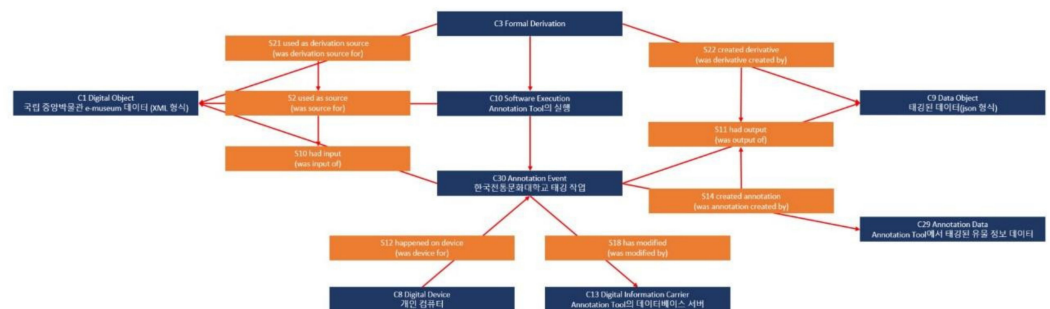 C3 Formal Derivation
S21 used as derivation source
(was derivation source for)
S22 created derivative
(was derivative created by)
C1 Digital Object
국립 중앙박물관 e-museum 데이터 (XML 형식)
S2 used as source
(was source for)
C10 Software Execution
Annotation Tool의 실행
C9 Data Object
태깅된 데이터(json 형식)
S11 had output
(was output of)
S10 had input
(was input of)
C30 Annotation Event
한국전통문화대학교 태깅 작업
S14 created annotation
(was annotation created by)
C29 Annotation Data
Annotation Tool에서 태깅된 유물 정보 데이터
S12 happened on device
(was device for)
S18 has modified
(was modified by)
C8 Digital Device
개인 컴퓨터
C13 Digital Information Carrier
Annotation Tool의 데이터베이스 서버